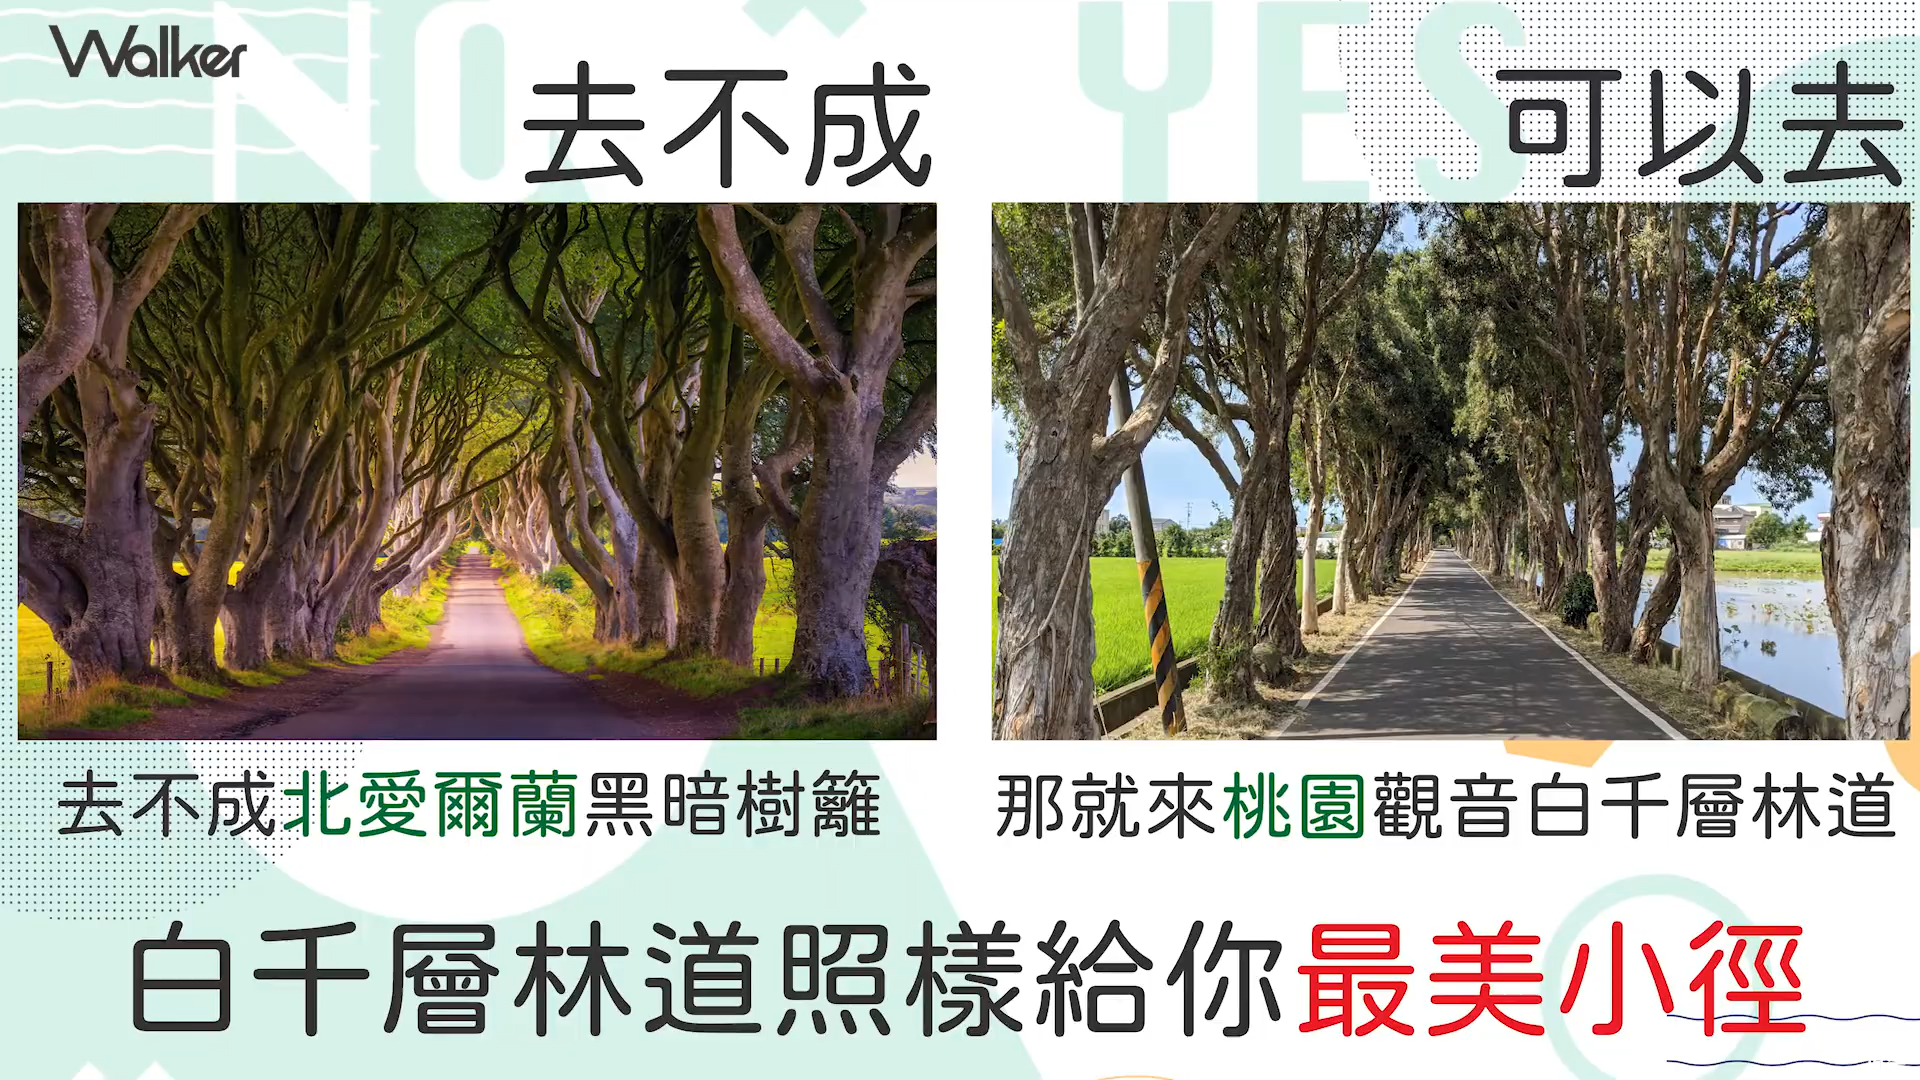 Walker
NO
去不成
YES
可以去
去不成北愛爾蘭黑暗樹籬
那就來桃園觀音白千層林道
白千層林道照樣給你最美小徑